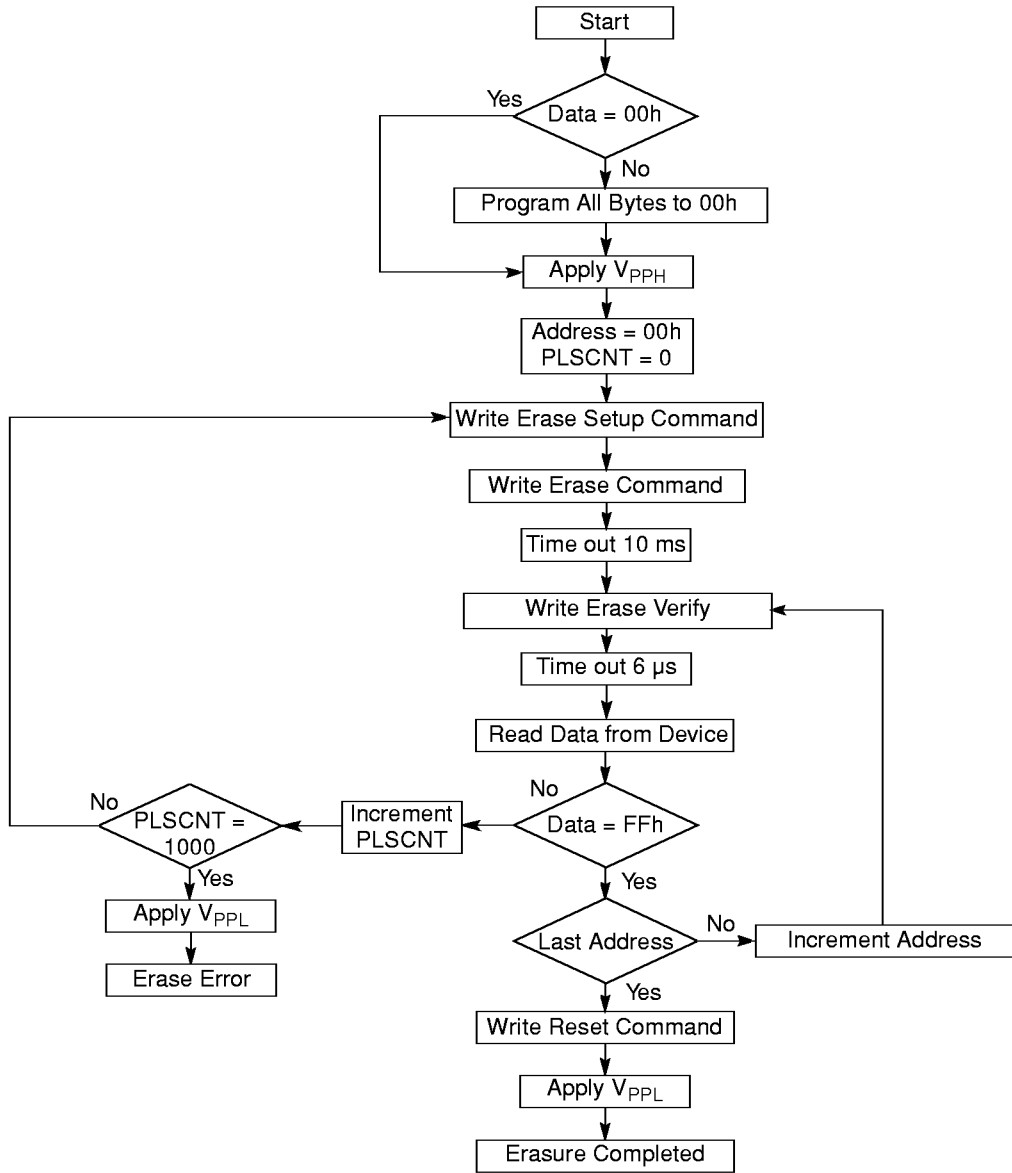 Start
Yes
Data = 00h
No
Program All Bytes to 00h
Apply VPPH
Address = 00h
PLSCNT = 0
Write Erase Setup Command
Write Erase Command
Time out 10 ms
Write Erase Verify
Time out 6 µs
Read Data from Device
No
Data = FFh
Increment
PLSCNT
No
PLSCNT =
1000
Yes
Apply VPPL
Erase Error
Yes
Last Address
No
Increment Address
Yes
Write Reset Command
Apply VPPL
Erasure Completed